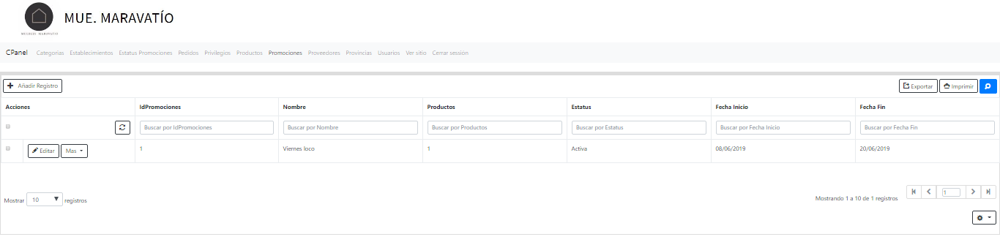 MUE. MARAVATÍO
MUEBLES MARAVATÍO
CPanel Categorias Establecimientos Estatus Promociones Pedidos Privilegios Productos Promociones Proveedores Provincias Usuarios Ver sitio Cerrar session
Añadir Registro Exportar Imprimir
Acciones IdPromociones Nombre Productos Estatus Fecha Inicio Fecha Fin
Buscar por IdPromociones Buscar por Nombre Buscar por Productos Buscar por Estatus Buscar por Fecha Inicio Buscar por Fecha Fin
Editar Mas 1 Viernes loco 1 Activa 08/06/2019 20/06/2019
Mostrar 10 registros Mostrando 1 a 10 de 1 registros 1